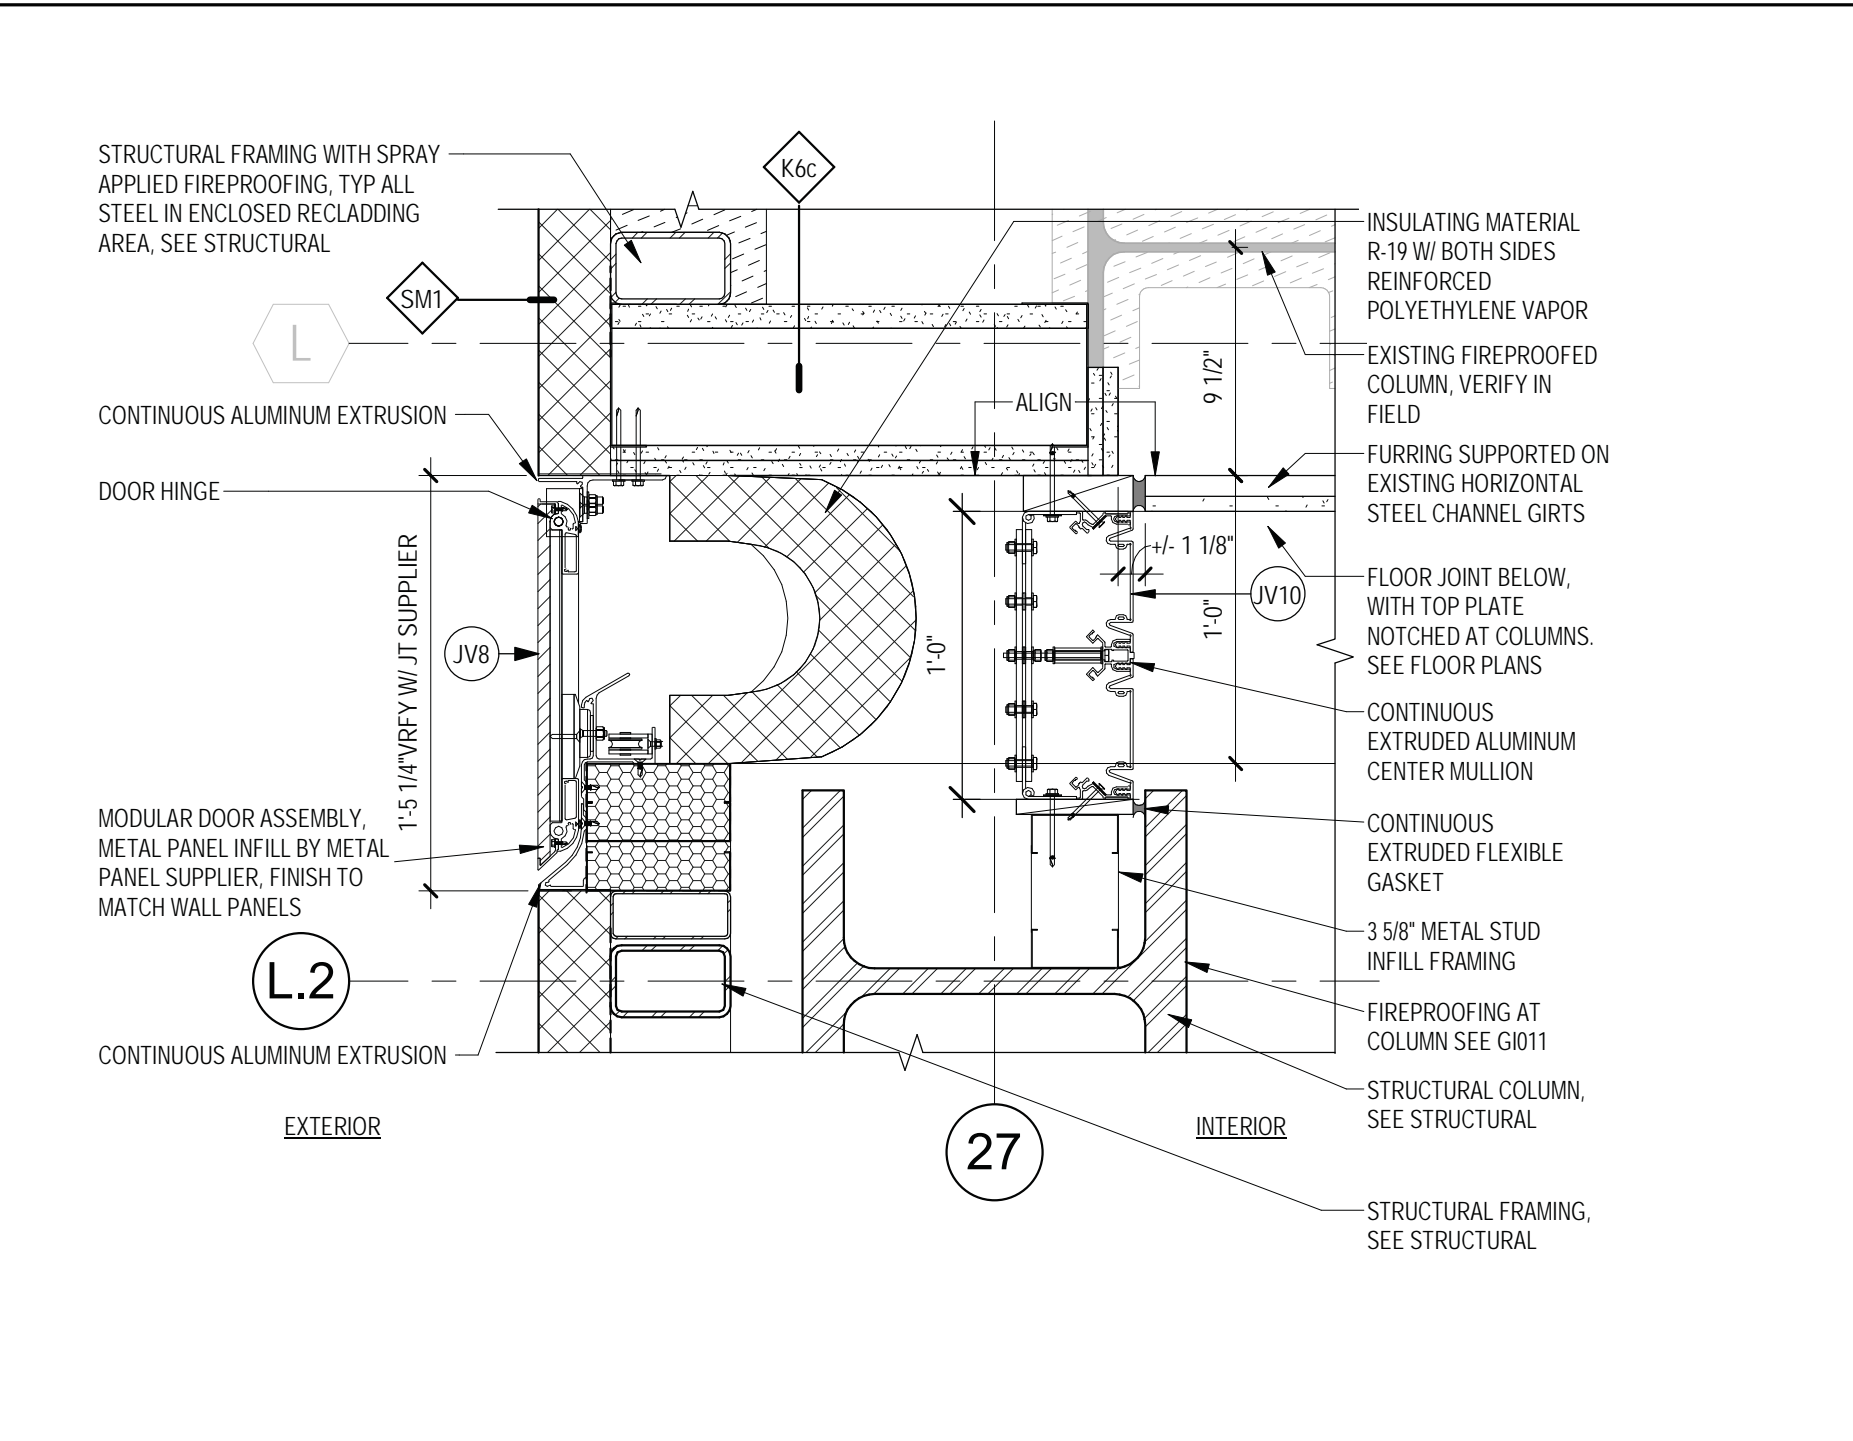 STRUCTURAL FRAMING WITH SPRAY
APPLIED FIREPROOFING, TYP ALL
STEEL IN ENCLOSED RECLADDING
AREA, SEE STRUCTURAL
K6c
SM1
L
CONTINUOUS ALUMINUM EXTRUSION
DOOR HINGE
1'-5 1/4"VRFY W/ JT SUPPLIER
JV8
MODULAR DOOR ASSEMBLY,
METAL PANEL INFILL BY METAL
PANEL SUPPLIER, FINISH TO
MATCH WALL PANELS
L.2
CONTINUOUS ALUMINUM EXTRUSION
EXTERIOR
ALIGN
9 1/2"
+/- 1 1/8"
1'-0"
1'-0"
JV10
27
INTERIOR
INSULATING MATERIAL
R-19 W/ BOTH SIDES
REINFORCED
POLYETHYLENE VAPOR
EXISTING FIREPROOFED
COLUMN, VERIFY IN
FIELD
FURRING SUPPORTED ON
EXISTING HORIZONTAL
STEEL CHANNEL GIRTS
FLOOR JOINT BELOW,
WITH TOP PLATE
NOTCHED AT COLUMNS.
SEE FLOOR PLANS
CONTINUOUS
EXTRUDED ALUMINUM
CENTER MULLION
CONTINUOUS
EXTRUDED FLEXIBLE
GASKET
3 5/8" METAL STUD
INFILL FRAMING
FIREPROOFING AT
COLUMN SEE GI011
STRUCTURAL COLUMN,
SEE STRUCTURAL
STRUCTURAL FRAMING,
SEE STRUCTURAL